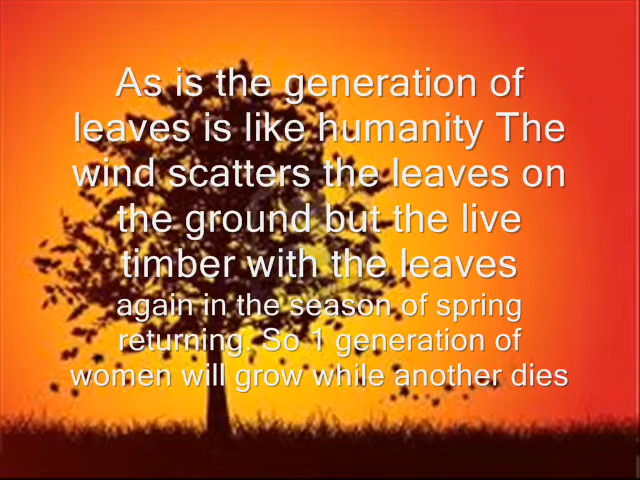 As is the generation of
leaves is like humanity The
wind scatters the leaves on
the ground but the live
timber with the leaves
again in the season of spring
returning. So 1 generation of
women will grow while another dies